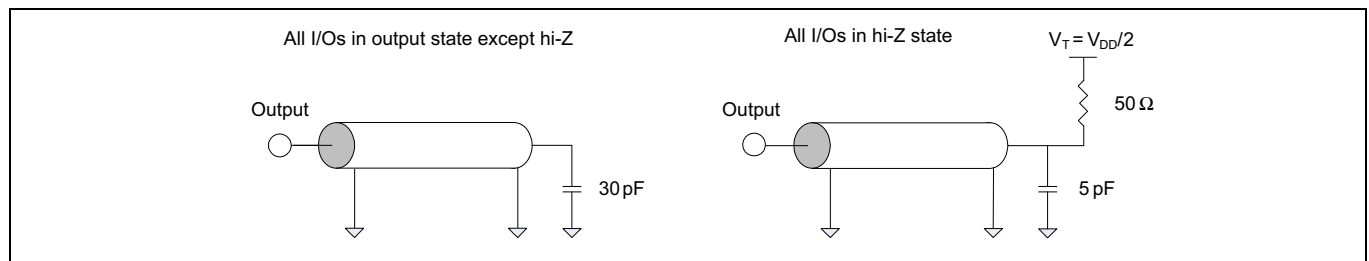 All I/Os in output state except hi-Z
Output
30 pF
All I/Os in hi-Z state
V_T = V_DD/2
50 Ω
Output
5 pF